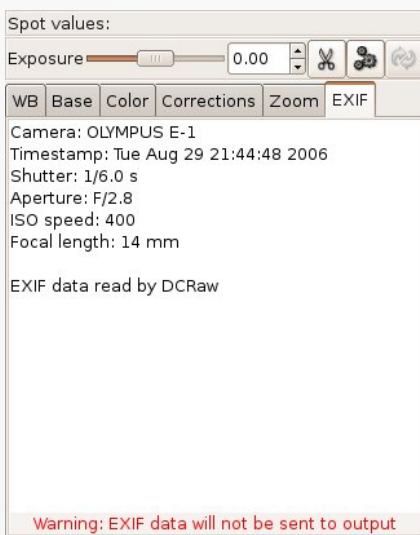 Spot values:
Exposure 0.00
WB Base Color Corrections Zoom EXIF
Camera: OLYMPUS E-1
Timestamp: Tue Aug 29 21:44:48 2006
Shutter: 1/6.0 s
Aperture: F/2.8
ISO speed: 400
Focal length: 14 mm
EXIF data read by DCRaw
Warning: EXIF data will not be sent to output